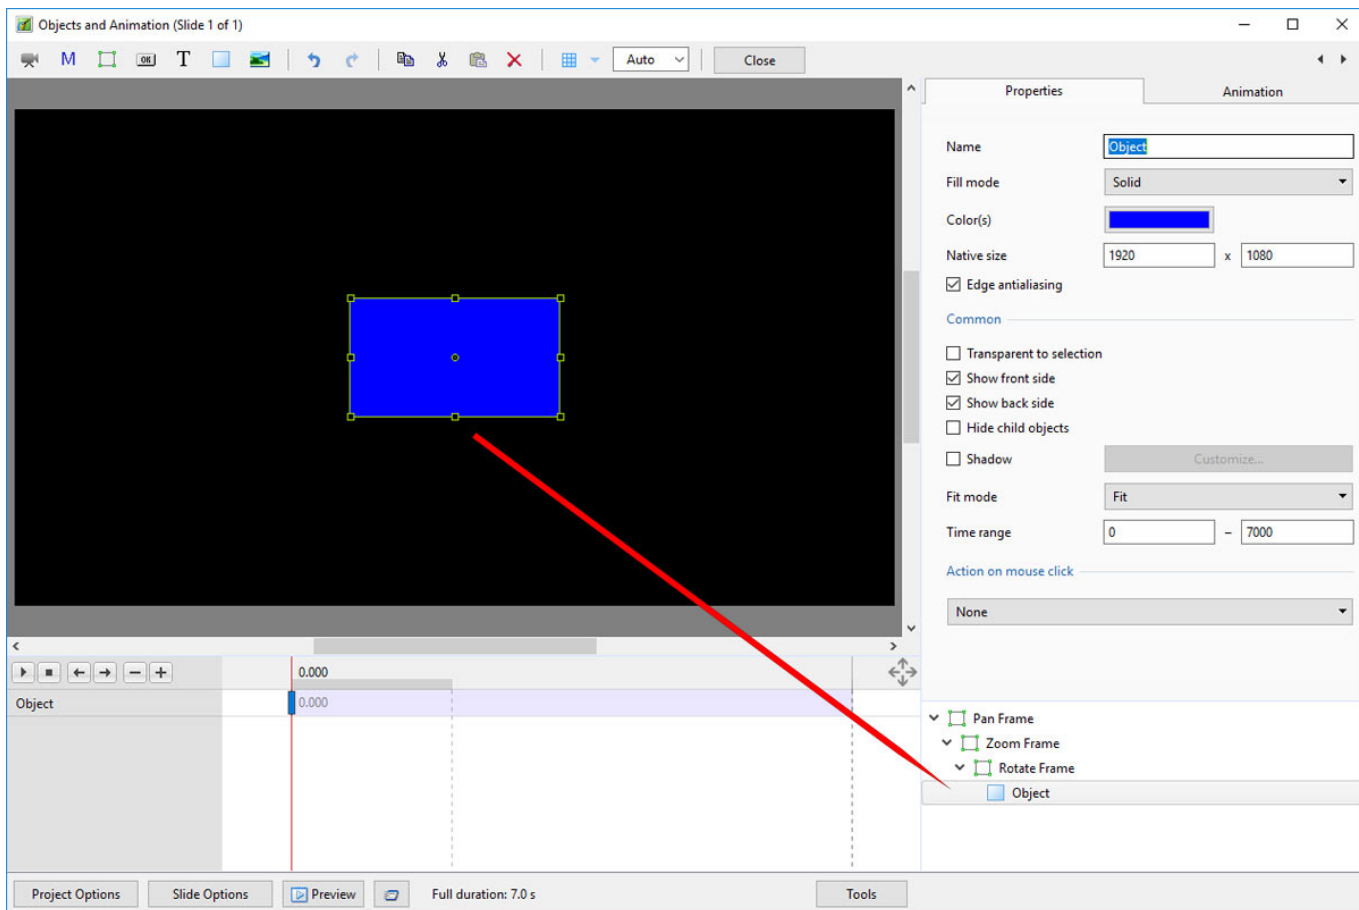 Objects and Animation (Slide 1 of 1)
M OK T Auto Close
Properties Animation
Name Object
Fill mode Solid
Color(s)
Native size 1920 x 1080
Edge antialiasing
Common
Transparent to selection
Show front side
Show back side
Hide child objects
Shadow Customize...
Fit mode Fit
Time range 0 – 7000
Action on mouse click
None
0.000
Object 0.000
Pan Frame
Zoom Frame
Rotate Frame
Object
Project Options Slide Options Preview Full duration: 7.0 s Tools